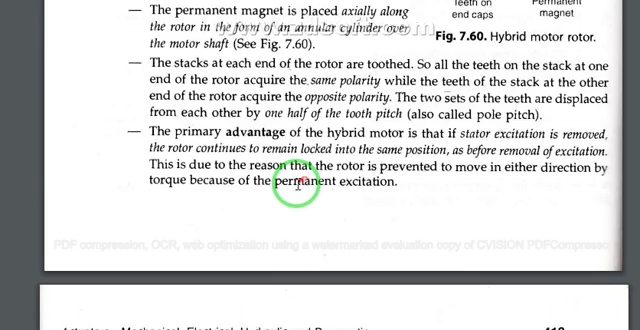 — The permanent magnet is placed axially along
the rotor in the form of an annular cylinder over
the motor shaft (See Fig. 7.60).
Teeth on
end caps
Permanent
magnet
Fig. 7.60. Hybrid motor rotor.
— The stacks at each end of the rotor are toothed. So all the teeth on the stack at one
end of the rotor acquire the same polarity while the teeth of the stack at the other
end of the rotor acquire the opposite polarity. The two sets of the teeth are displaced
from each other by one half of the tooth pitch (also called pole pitch).
— The primary advantage of the hybrid motor is that if stator excitation is removed,
the rotor continues to remain locked into the same position, as before removal of excitation.
This is due to the reason that the rotor is prevented to move in either direction by
torque because of the permanent excitation.
PDF compression, OCR, web optimization using a watermarked evaluation copy of CVISION PDFCompresso